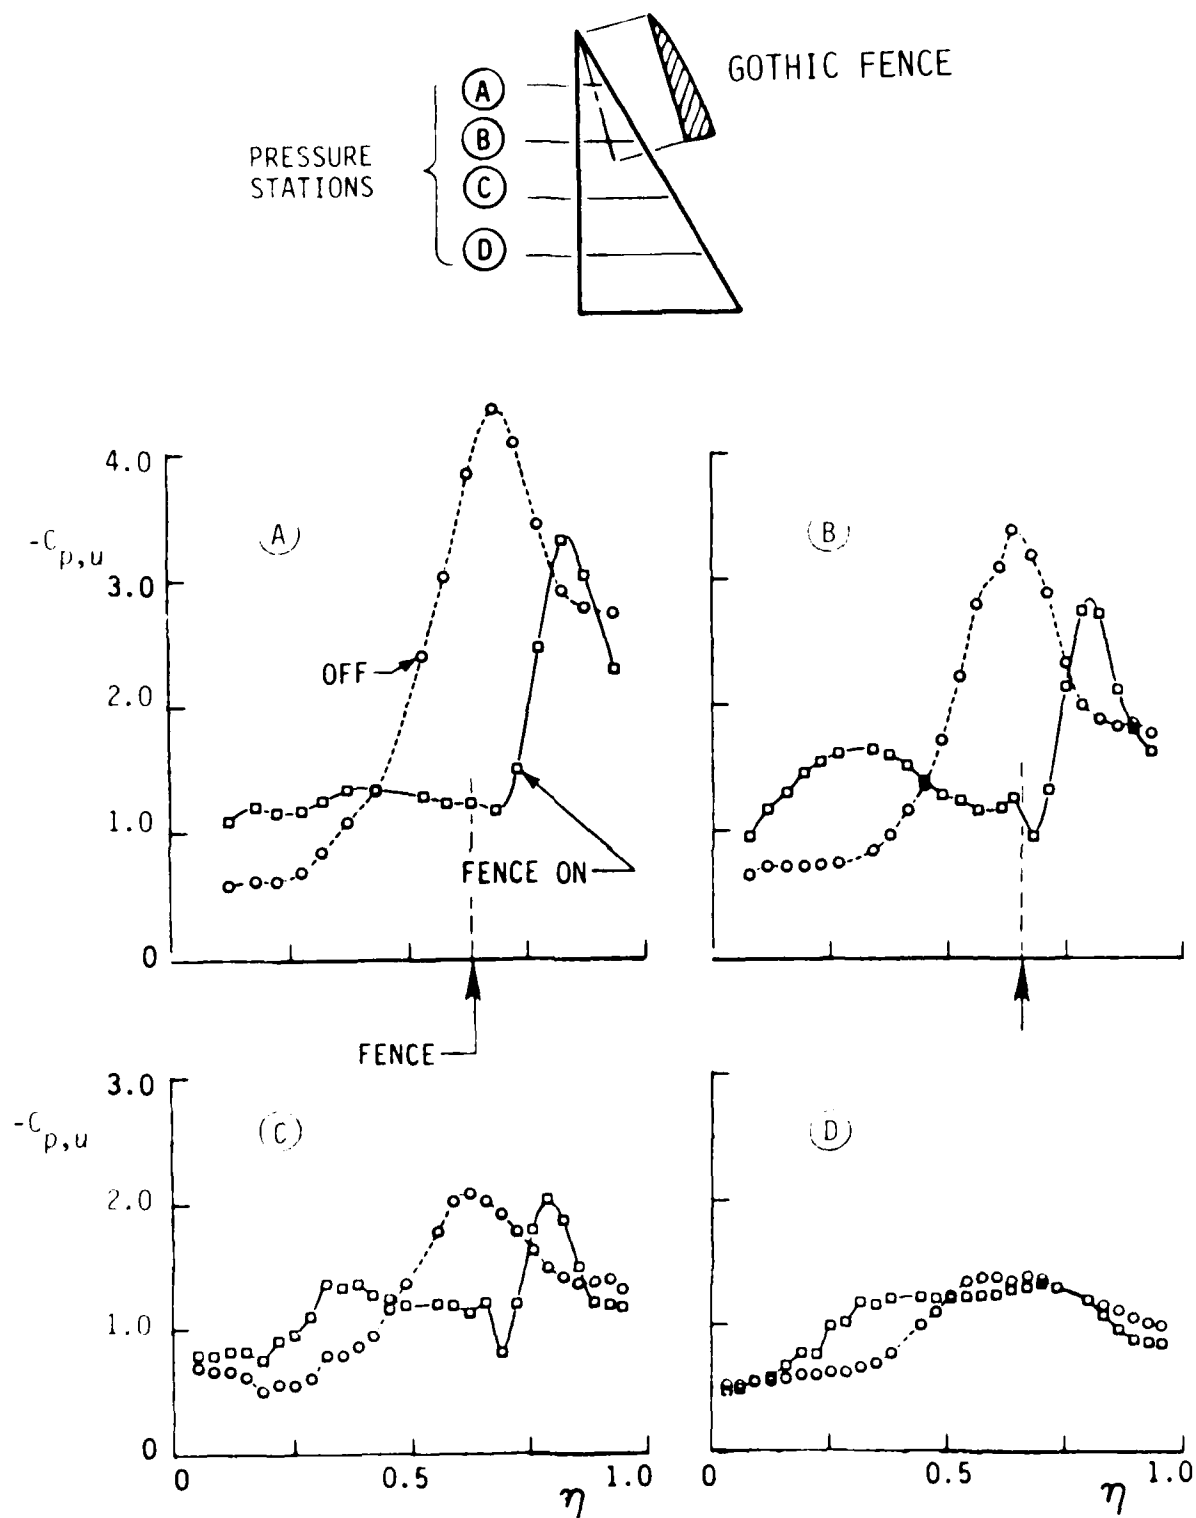 GOTHIC FENCE
A
B
PRESSURE
STATIONS
C
D
4.0
-Cp,u
3.0
2.0
1.0
0
A
OFF
FENCE ON
FENCE
B
3.0
-Cp,u
2.0
1.0
0
C
0
0.5
η
1.0
D
0
0.5
η
1.0